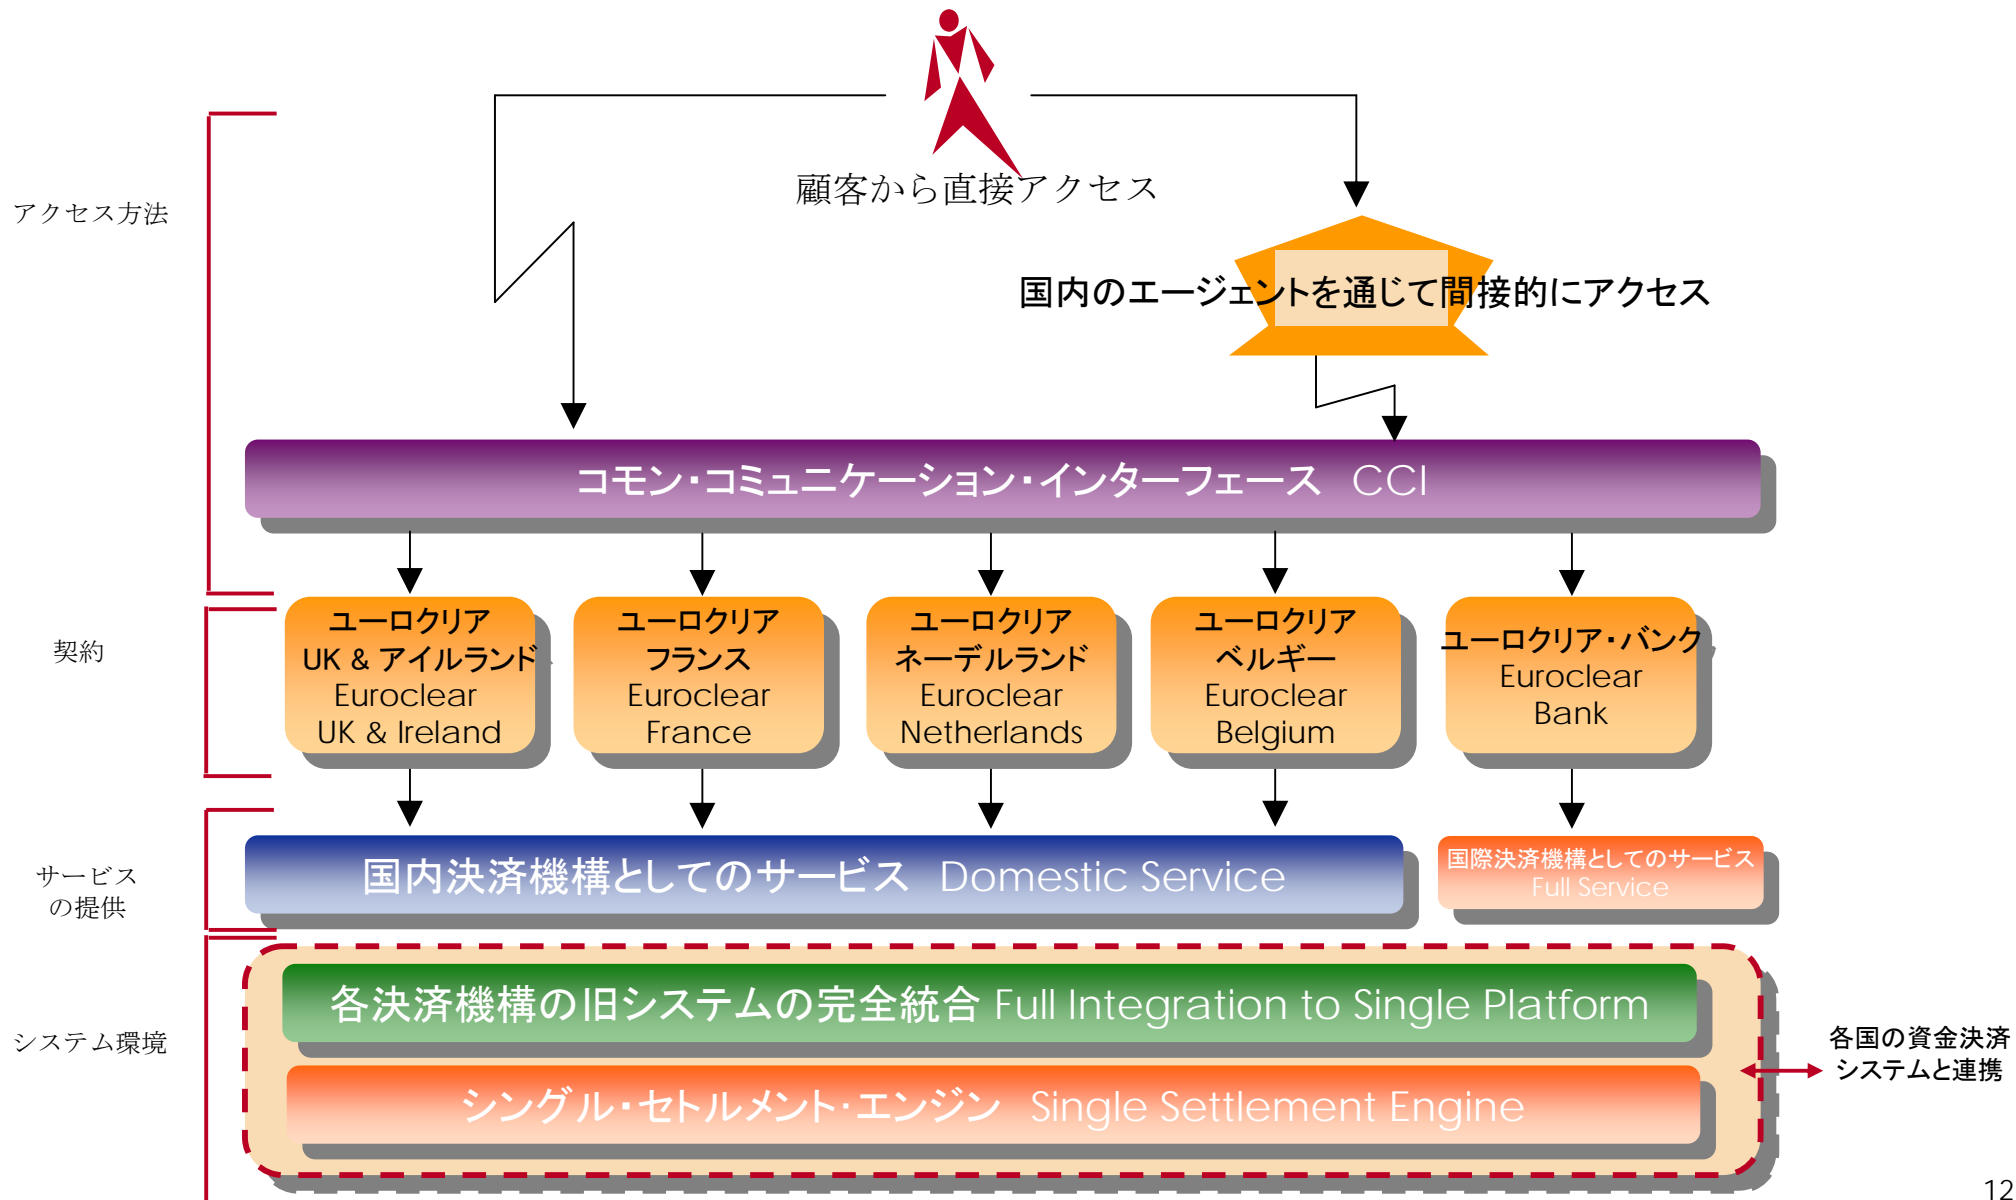 顧客から直接アクセス
アクセス方法
国内のエージェントを通じて間接的にアクセス
コモン・コミュニケーション・インターフェース CCI
契約
ユーロクリア
UK & アイルランド
Euroclear
UK & Ireland
ユーロクリア
フランス
Euroclear
France
ユーロクリア
ネーデルランド
Euroclear
Netherlands
ユーロクリア
ベルギー
Euroclear
Belgium
ユーロクリア・バンク
Euroclear
Bank
サービス
の提供
国内決済機構としてのサービス Domestic Service
国際決済機構としてのサービス
Full Service
システム環境
各決済機構の旧システムの完全統合 Full Integration to Single Platform
シングル・セトルメント・エンジン Single Settlement Engine
各国の資金決済
システムと連携
12